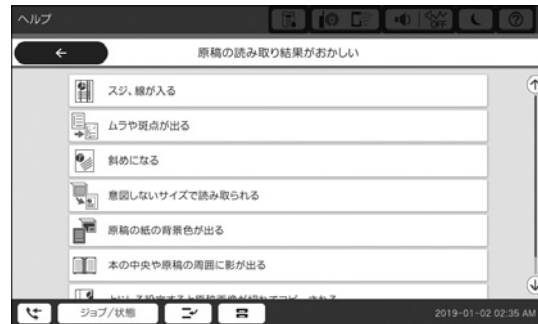 ヘルプ
OFF
原稿の読み取り結果がおかしい
スジ、線が入る
ムラや斑点が出る
斜めになる
意図しないサイズで読み取られる
原稿の紙の背景色が出る
本の中央や原稿の周囲に影が出る
ジョブ/状態
2019-01-02 02:35 AM